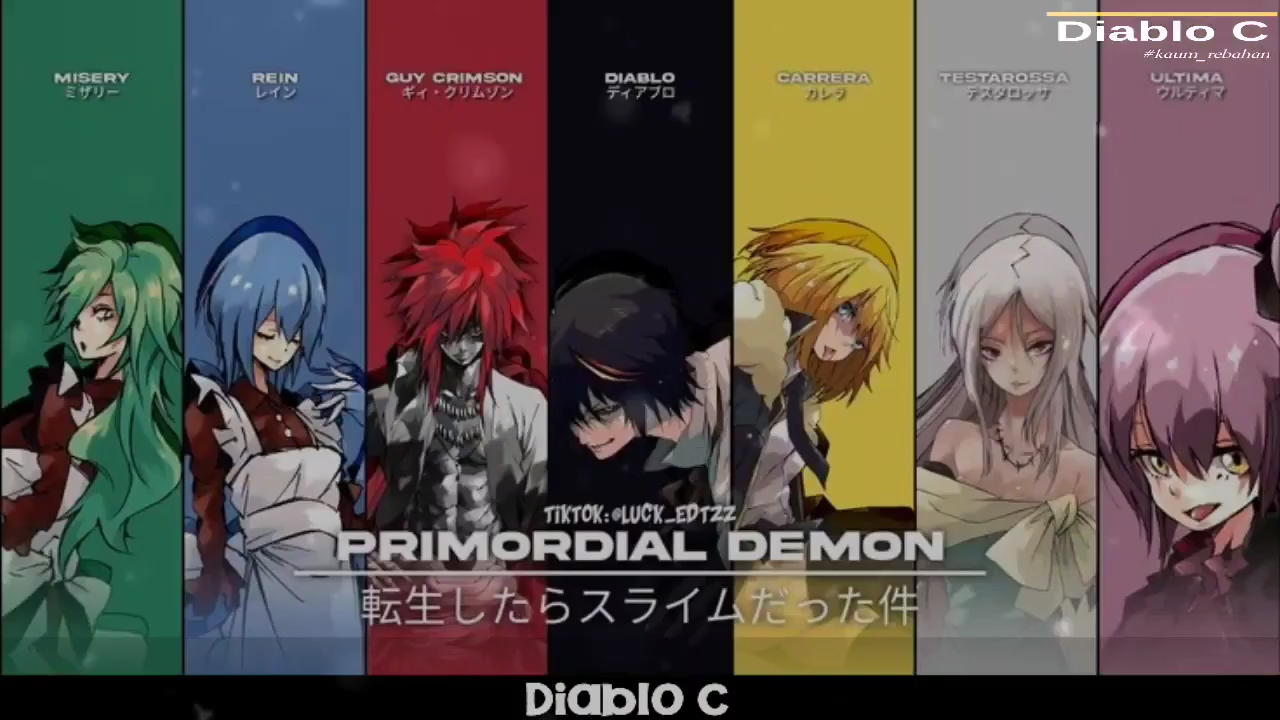 Diablo C
#kaum_rebahan
MISERY
ミザリー
REIN
レイン
GUY CRIMSON
ギィ・クリムゾン
DIABLO
ディアブロ
CARRERA
カレラ
TESTAROSSA
テスタロッサ
ULTIMA
ウルティマ
TIKTOK:@LUCK_EDTZZ
PRIMORDIAL DEMON
転生したらスライムだった件
Diablo C